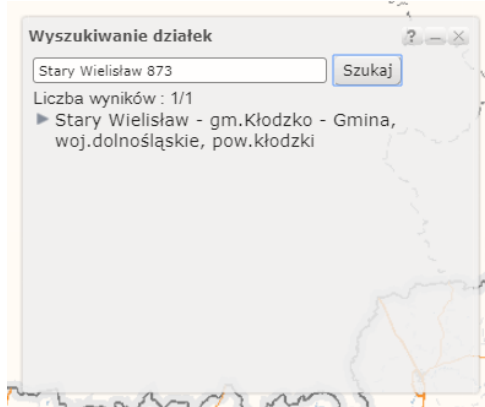 Wyszukiwanie działek
Stary Wielisław 873 Szukaj
Liczba wyników : 1/1
Stary Wielisław - gm.Kłodzko - Gmina,
woj.dolnośląskie, pow.kłodzki